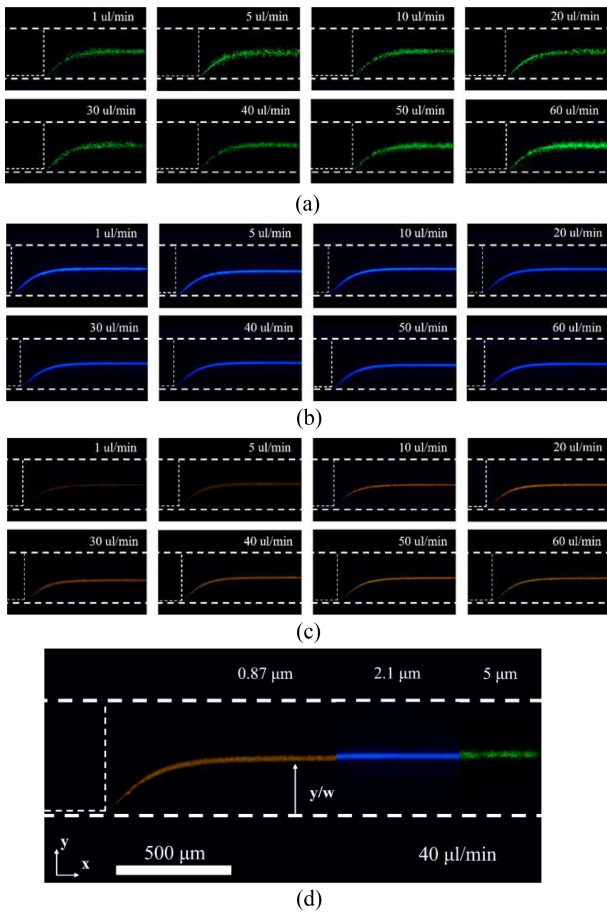 1 ul/min 5 ul/min 10 ul/min 20 ul/min
30 ul/min 40 ul/min 50 ul/min 60 ul/min
(a)
1 ul/min 5 ul/min 10 ul/min 20 ul/min
30 ul/min 40 ul/min 50 ul/min 60 ul/min
(b)
1 ul/min 5 ul/min 10 ul/min 20 ul/min
30 ul/min 40 ul/min 50 ul/min 60 ul/min
(c)
0.87 μm 2.1 μm 5 μm
y/w
y
x
500 μm
40 μl/min
(d)